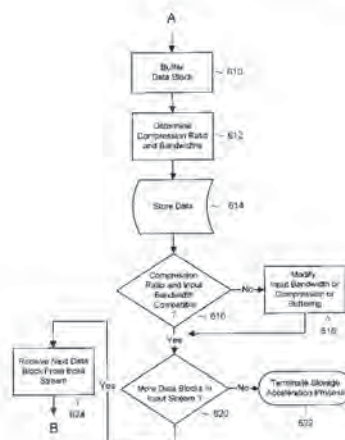 A
Buffer
Data Block
610
Determine
Compression Ratio
and Bandwidths
612
Store Data
614
Compression
Ratio and Input
Bandwidth
Compatible
?
616
No
Modify
Input Bandwidth or
Compression or
Buffering
618
Yes
Receive Next Data
Block From Input
Stream
624
B
Yes
More Data Blocks in
Input Stream ?
620
No
Terminate Storage
Acceleration Process
622